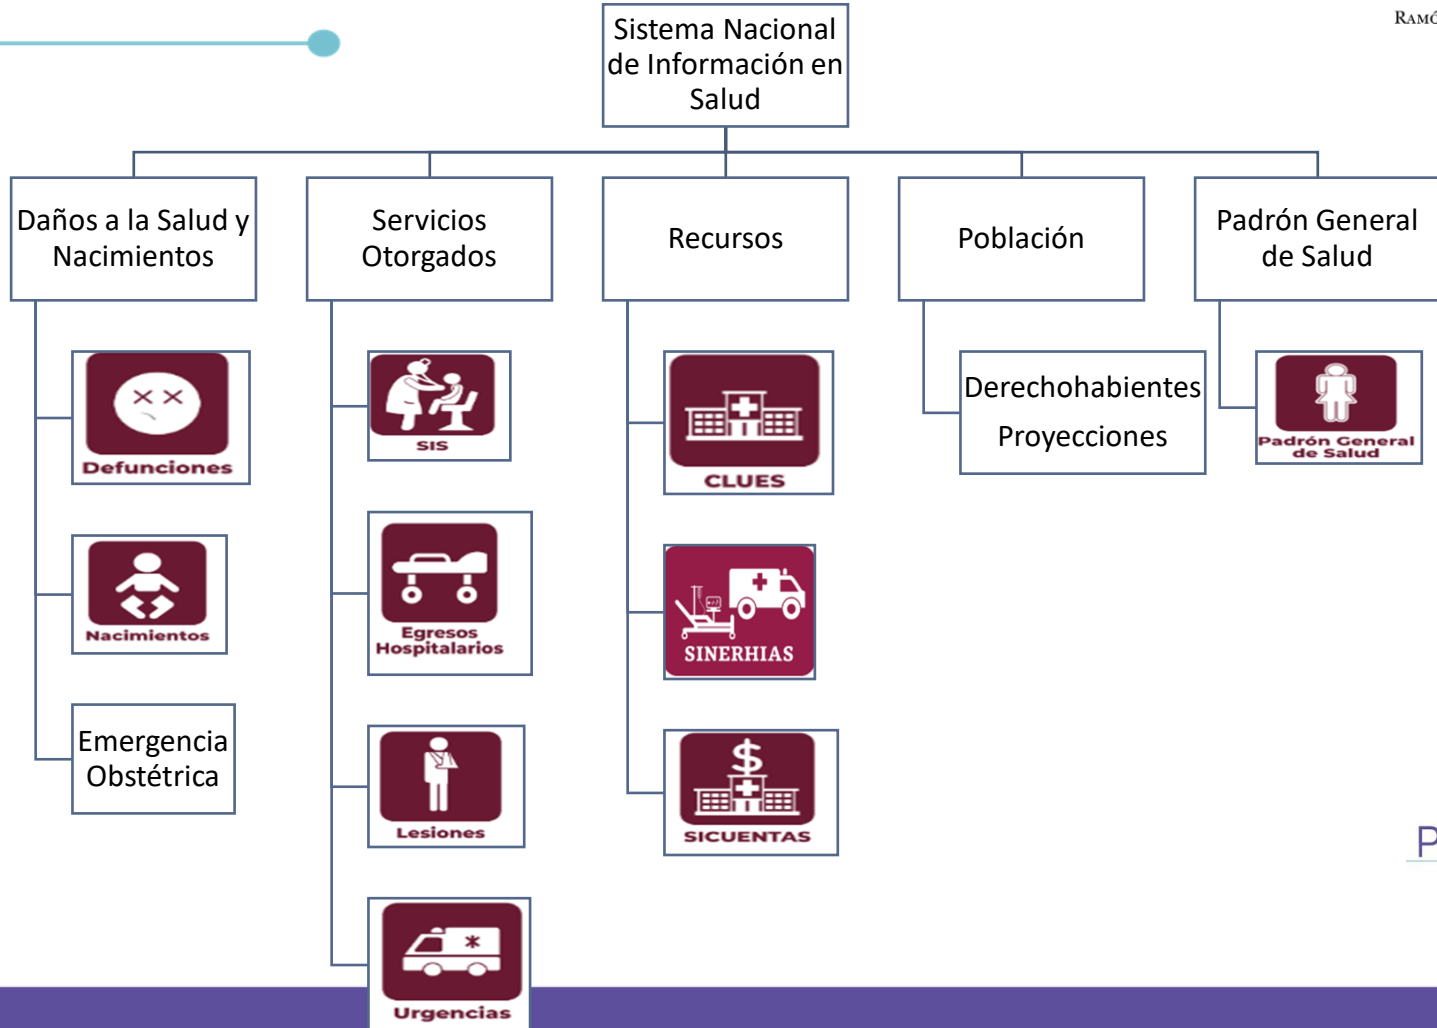 RAMÓ
Sistema Nacional
de Información en
Salud
Daños a la Salud y
Nacimientos
Servicios
Otorgados
Recursos
Población
Padrón General
de Salud
Defunciones
Nacimientos
Emergencia
Obstétrica
SIS
Egresos
Hospitalarios
Lesiones
Urgencias
CLUES
SINERHIAS
$
SICUENTAS
Derechohabientes
Proyecciones
Padrón General
de Salud
P